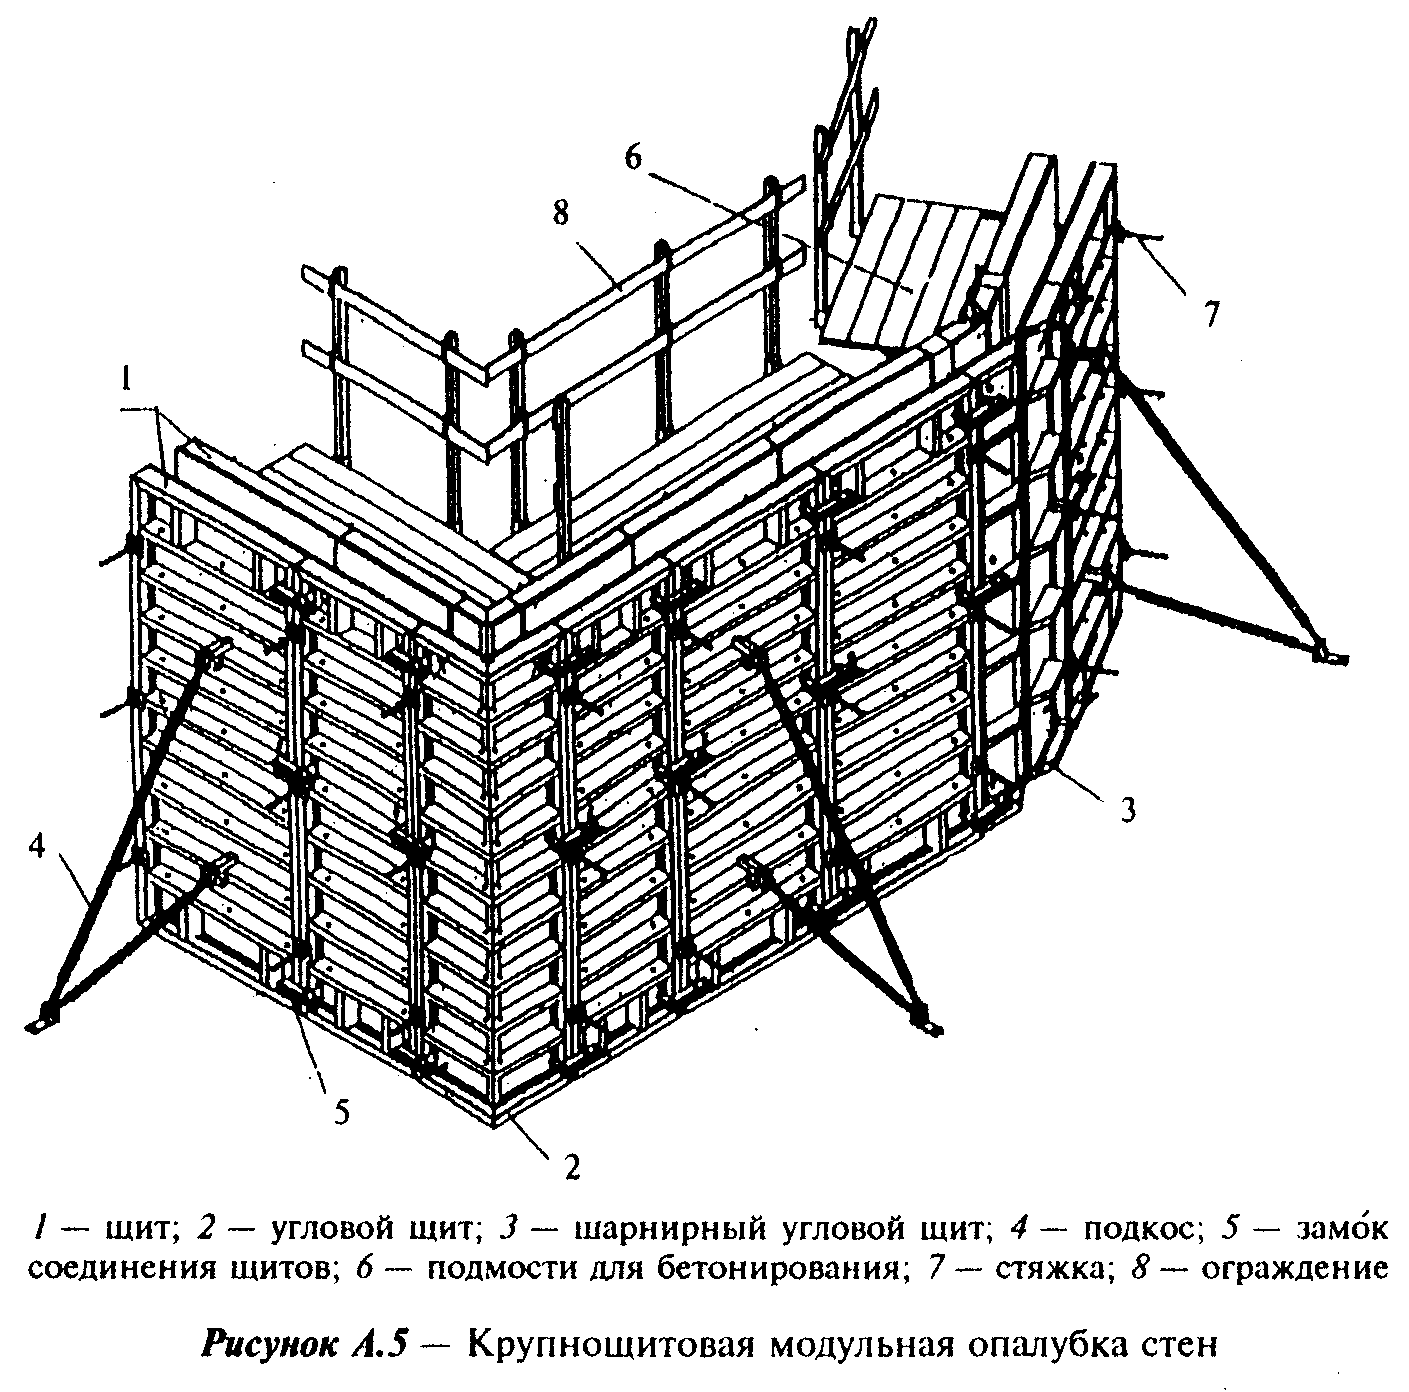 6
8
7
1
4
3
5
2
1 — щит; 2 — угловой щит; 3 — шарнирный угловой щит; 4 — подкос; 5 — замо́к
соединения щитов; 6 — подмости для бетонирования; 7 — стяжка; 8 — ограждение
Рисунок А.5 — Крупнощитовая модульная опалубка стен